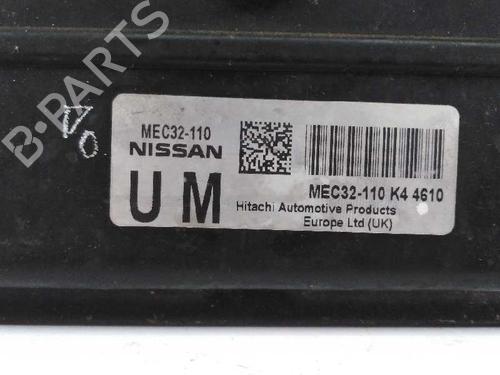 B-PARTS
MEC32-110
NISSAN
U M
MEC32-110 K4 4610
Hitachi Automotive Products
Europe Ltd (UK)